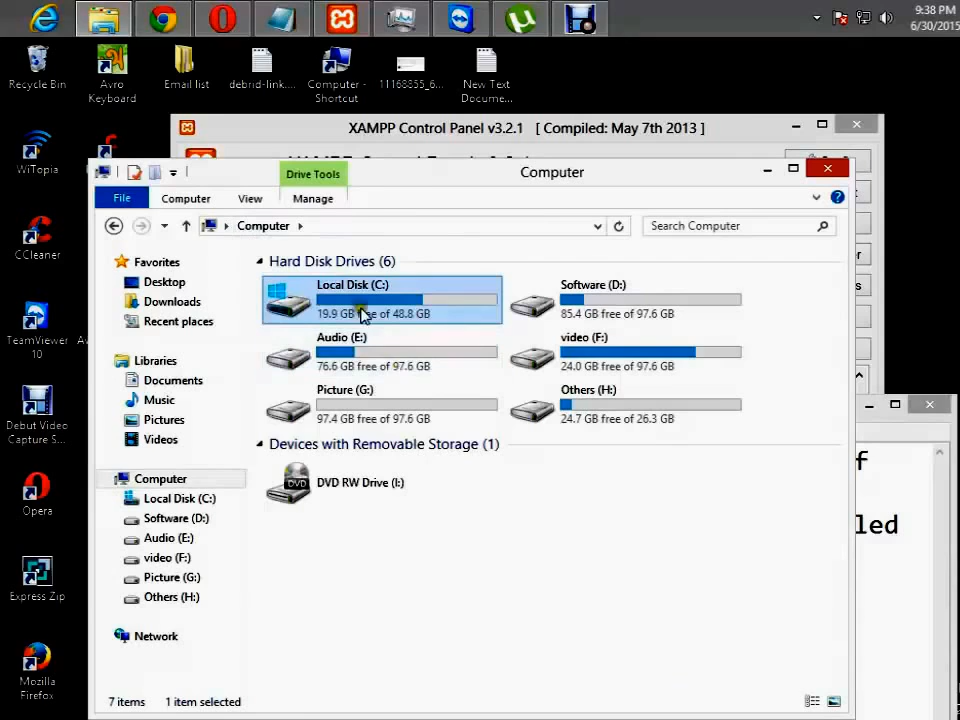 9:38 PM
6/30/2015
Recycle Bin
Avro
Keyboard
Email list
debrid-link....
Computer -
Shortcut
11168855_6...
New Text
Docume...
XAMPP Control Panel v3.2.1 [ Compiled: May 7th 2013 ]
WiTopia
Drive Tools
Computer
File
Computer
View
Manage
Computer
Search Computer
CCleaner
Favorites
Desktop
Downloads
Recent places
Hard Disk Drives (6)
Local Disk (C:)
19.9 GB free of 48.8 GB
Software (D:)
85.4 GB free of 97.6 GB
Audio (E:)
76.6 GB free of 97.6 GB
video (F:)
24.0 GB free of 97.6 GB
Picture (G:)
97.4 GB free of 97.6 GB
Others (H:)
24.7 GB free of 26.3 GB
TeamViewer
10
Libraries
Documents
Music
Pictures
Videos
Devices with Removable Storage (1)
DVD RW Drive (I:)
Debut Video
Capture S...
Computer
Local Disk (C:)
Software (D:)
Audio (E:)
video (F:)
Picture (G:)
Others (H:)
Opera
Express Zip
Network
Mozilla
Firefox
7 items
1 item selected